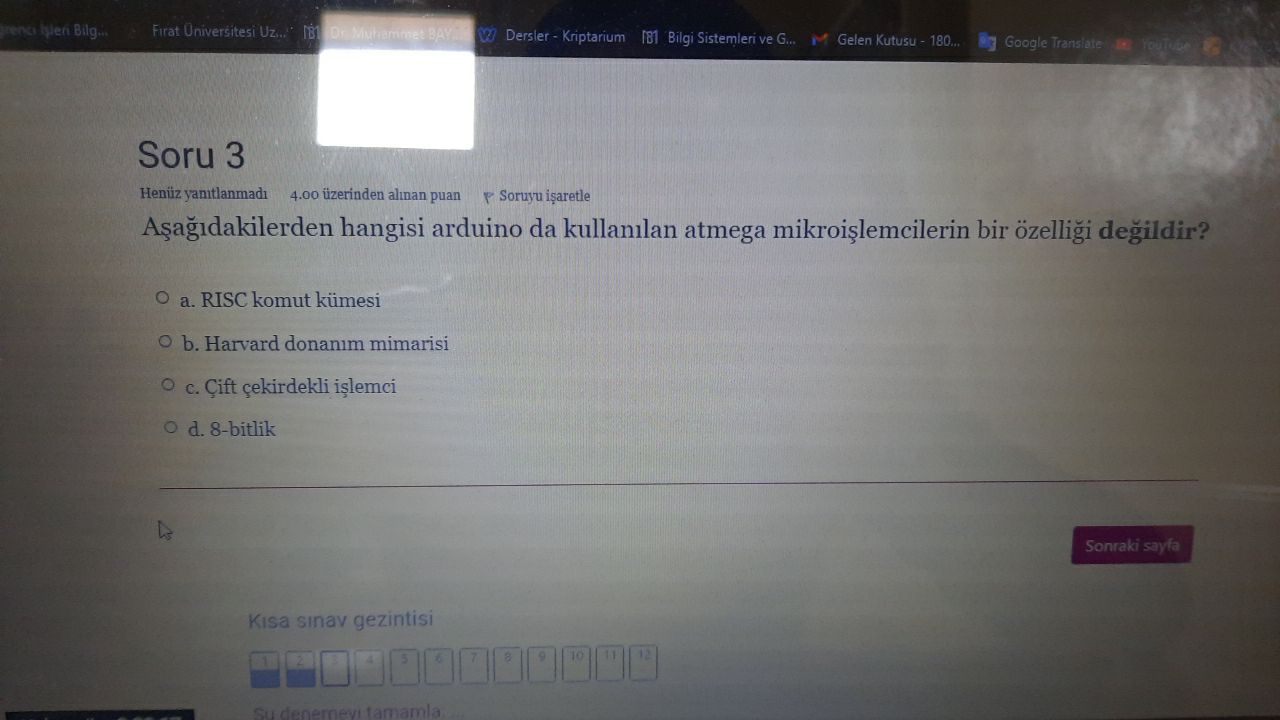 İşleri Bilg... Fırat Üniversitesi Uz... Dr. Muhammet BAY... Dersler - Kriptarium Bilgi Sistemleri ve G... Gelen Kutusu - 180... Google Translate YouTube
Soru 3
Henüz yanıtlanmadı 4.00 üzerinden alınan puan Soruyu işaretle
Aşağıdakilerden hangisi arduino da kullanılan atmega mikroişlemcilerin bir özelliği değildir?
a. RISC komut kümesi
b. Harvard donanım mimarisi
c. Çift çekirdekli işlemci
d. 8-bitlik
Sonraki sayfa
Kısa sınav gezintisi
1 2 3 4 5 6 7 8 9 10 11 12
Şu denemeyi tamamla. ...